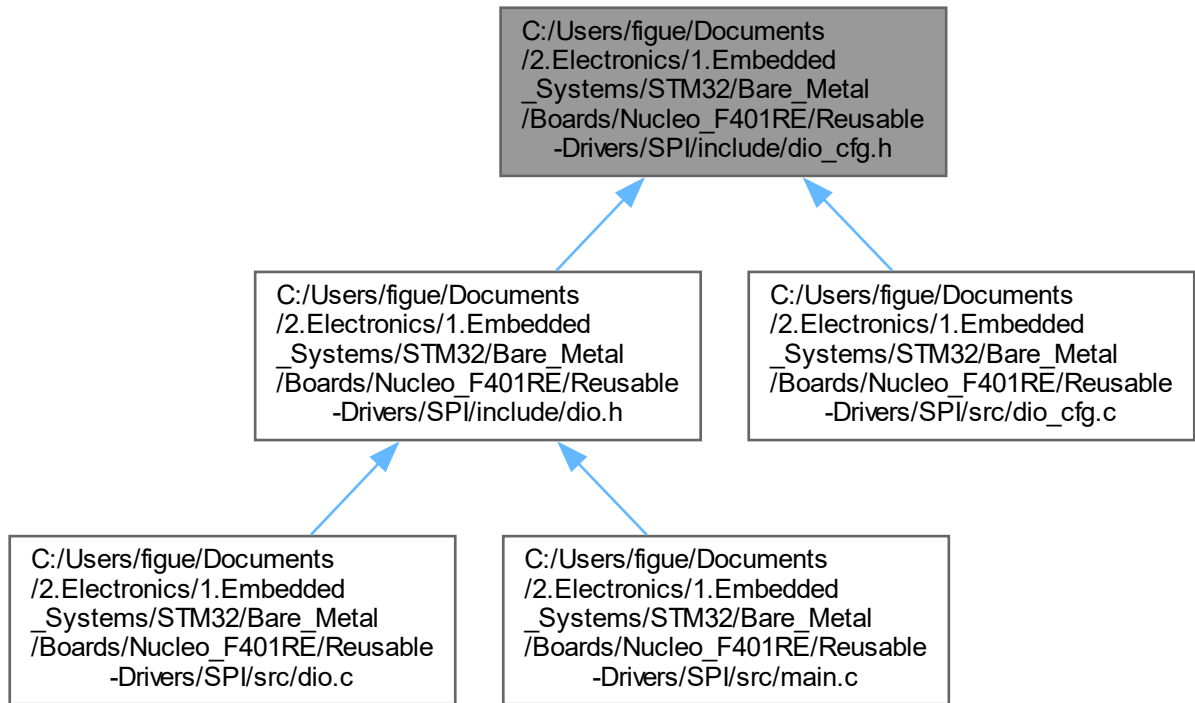 C:/Users/figue/Documents
/2.Electronics/1.Embedded
_Systems/STM32/Bare_Metal
/Boards/Nucleo_F401RE/Reusable
-Drivers/SPI/include/dio_cfg.h
C:/Users/figue/Documents
/2.Electronics/1.Embedded
_Systems/STM32/Bare_Metal
/Boards/Nucleo_F401RE/Reusable
-Drivers/SPI/include/dio.h
C:/Users/figue/Documents
/2.Electronics/1.Embedded
_Systems/STM32/Bare_Metal
/Boards/Nucleo_F401RE/Reusable
-Drivers/SPI/src/dio_cfg.c
C:/Users/figue/Documents
/2.Electronics/1.Embedded
_Systems/STM32/Bare_Metal
/Boards/Nucleo_F401RE/Reusable
-Drivers/SPI/src/dio.c
C:/Users/figue/Documents
/2.Electronics/1.Embedded
_Systems/STM32/Bare_Metal
/Boards/Nucleo_F401RE/Reusable
-Drivers/SPI/src/main.c